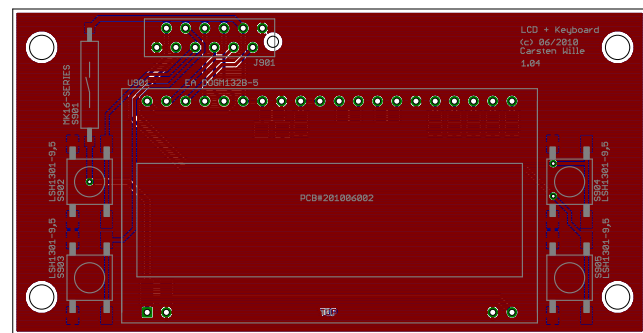 LCD + Keyboard
(c) 06/2010
Carsten Wille
1.04
J901
U901
EA DOGM132B-5
MK16-SERIES
S901
LSH1301-9,5
S902
LSH1301-9,5
S903
LSH1301-9,5
S904
LSH1301-9,5
S905
PCB#201006002